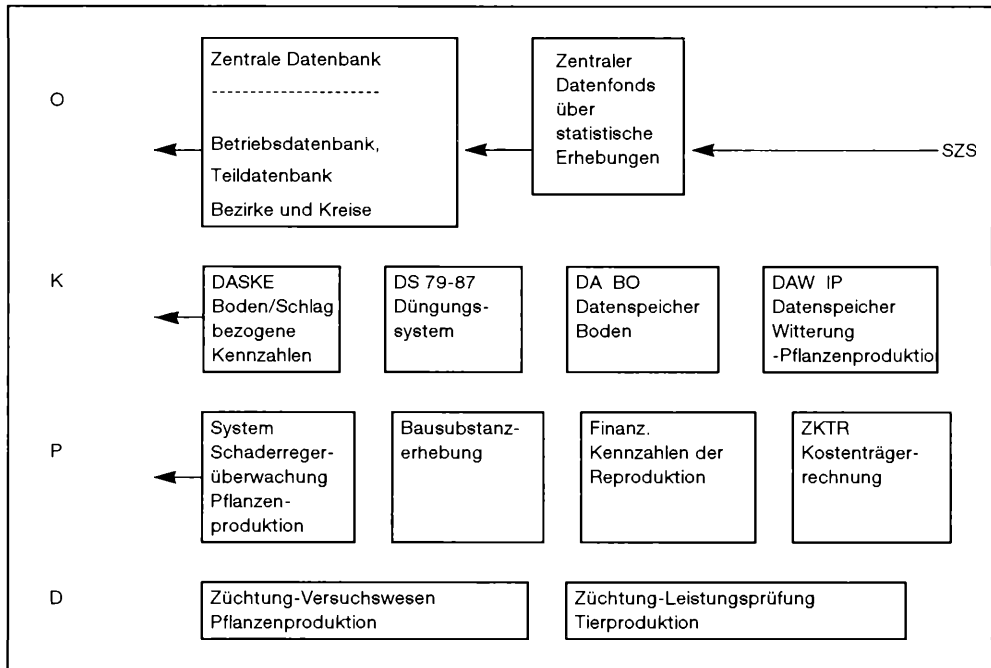 O
Zentrale Datenbank
---------------------
Betriebsdatenbank,
Teildatenbank
Bezirke und Kreise
Zentraler
Datenfonds
über
statistische
Erhebungen
SZS
K
DASKE
Boden/Schlag
bezogene
Kennzahlen
DS 79-87
Düngungs-
system
DA BO
Datenspeicher
Boden
DAW IP
Datenspeicher
Witterung
-Pflanzenproduktion
P
System
Schaderreger-
überwachung
Pflanzen-
produktion
Bausubstanz-
erhebung
Finanz.
Kennzahlen der
Reproduktion
ZKTR
Kostenträger-
rechnung
D
Züchtung-Versuchswesen
Pflanzenproduktion
Züchtung-Leistungsprüfung
Tierproduktion